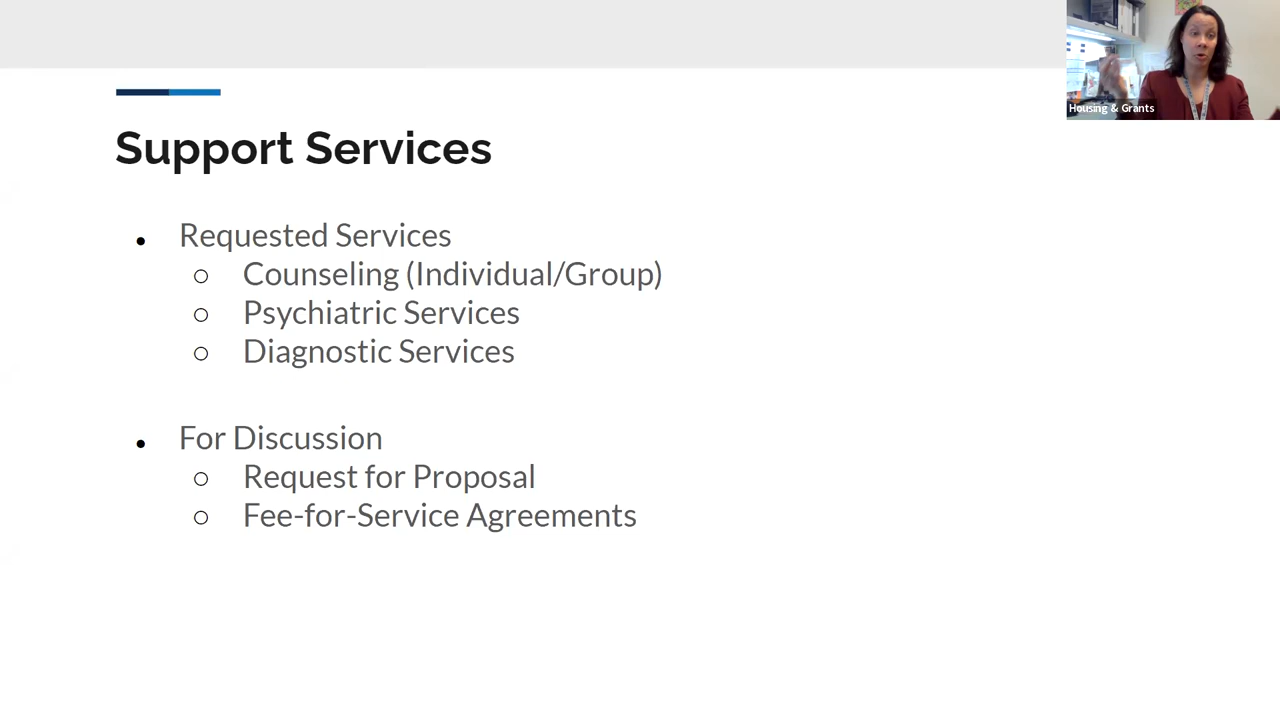 Housing & Grants
Support Services
• Requested Services
○ Counseling (Individual/Group)
○ Psychiatric Services
○ Diagnostic Services
• For Discussion
○ Request for Proposal
○ Fee-for-Service Agreements